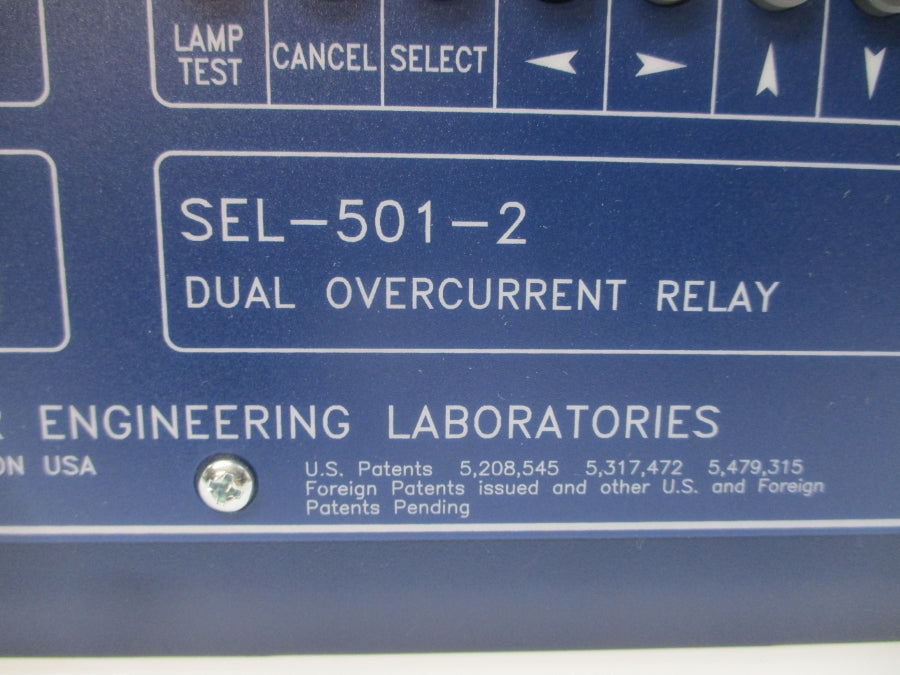 LAMP
TEST
CANCEL
SELECT
SEL-501-2
DUAL OVERCURRENT RELAY
ENGINEERING LABORATORIES
ON USA
U.S. Patents 5,208,545 5,317,472 5,479,315
Foreign Patents issued and other U.S. and Foreign
Patents Pending